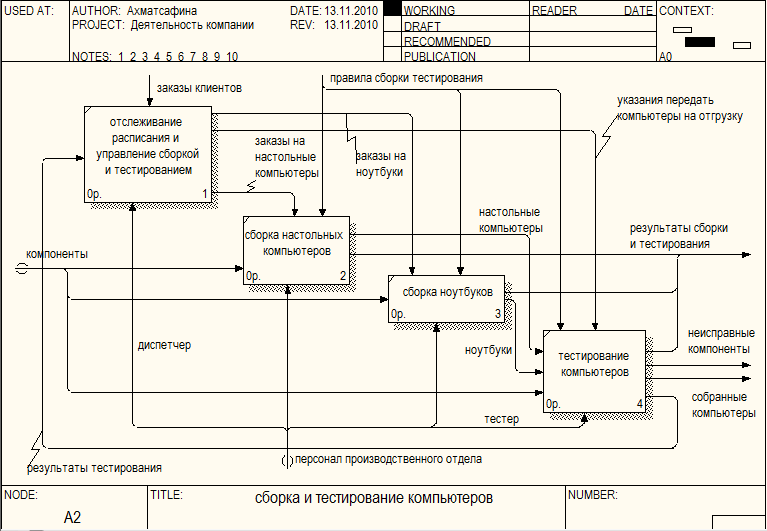 USED AT:
AUTHOR: Ахматсафина
DATE: 13.11.2010
PROJECT: Деятельность компании
REV: 13.11.2010
NOTES: 1 2 3 4 5 6 7 8 9 10
WORKING
DRAFT
RECOMMENDED
PUBLICATION
READER
DATE
CONTEXT:
A0
заказы клиентов
правила сборки тестирования
указания передать
компьютеры на отгрузку
отслеживание
расписания и
управление сборкой
и тестированием
0р.
1
заказы на
настольные
компьютеры
заказы на
ноутбуки
настольные
компьютеры
результаты сборки
и тестирования
компоненты
сборка настольных
компьютеров
0р.
2
сборка ноутбуков
0р.
3
диспетчер
ноутбуки
тестирование
компьютеров
0р.
4
неисправные
компоненты
собранные
компьютеры
тестер
результаты тестирования
персонал производственного отдела
NODE:
A2
TITLE:
сборка и тестирование компьютеров
NUMBER: